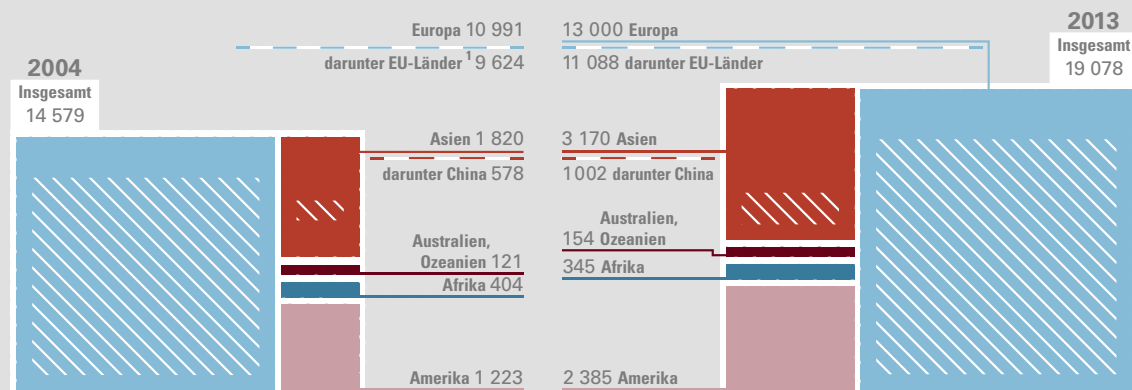 2004
Insgesamt
14 579
Europa 10 991
darunter EU-Länder 1 9 624
Asien 1 820
darunter China 578
Australien,
Ozeanien 121
Afrika 404
Amerika 1 223
13 000 Europa
11 088 darunter EU-Länder
3 170 Asien
1 002 darunter China
Australien,
154 Ozeanien
345 Afrika
2 385 Amerika
2013
Insgesamt
19 078